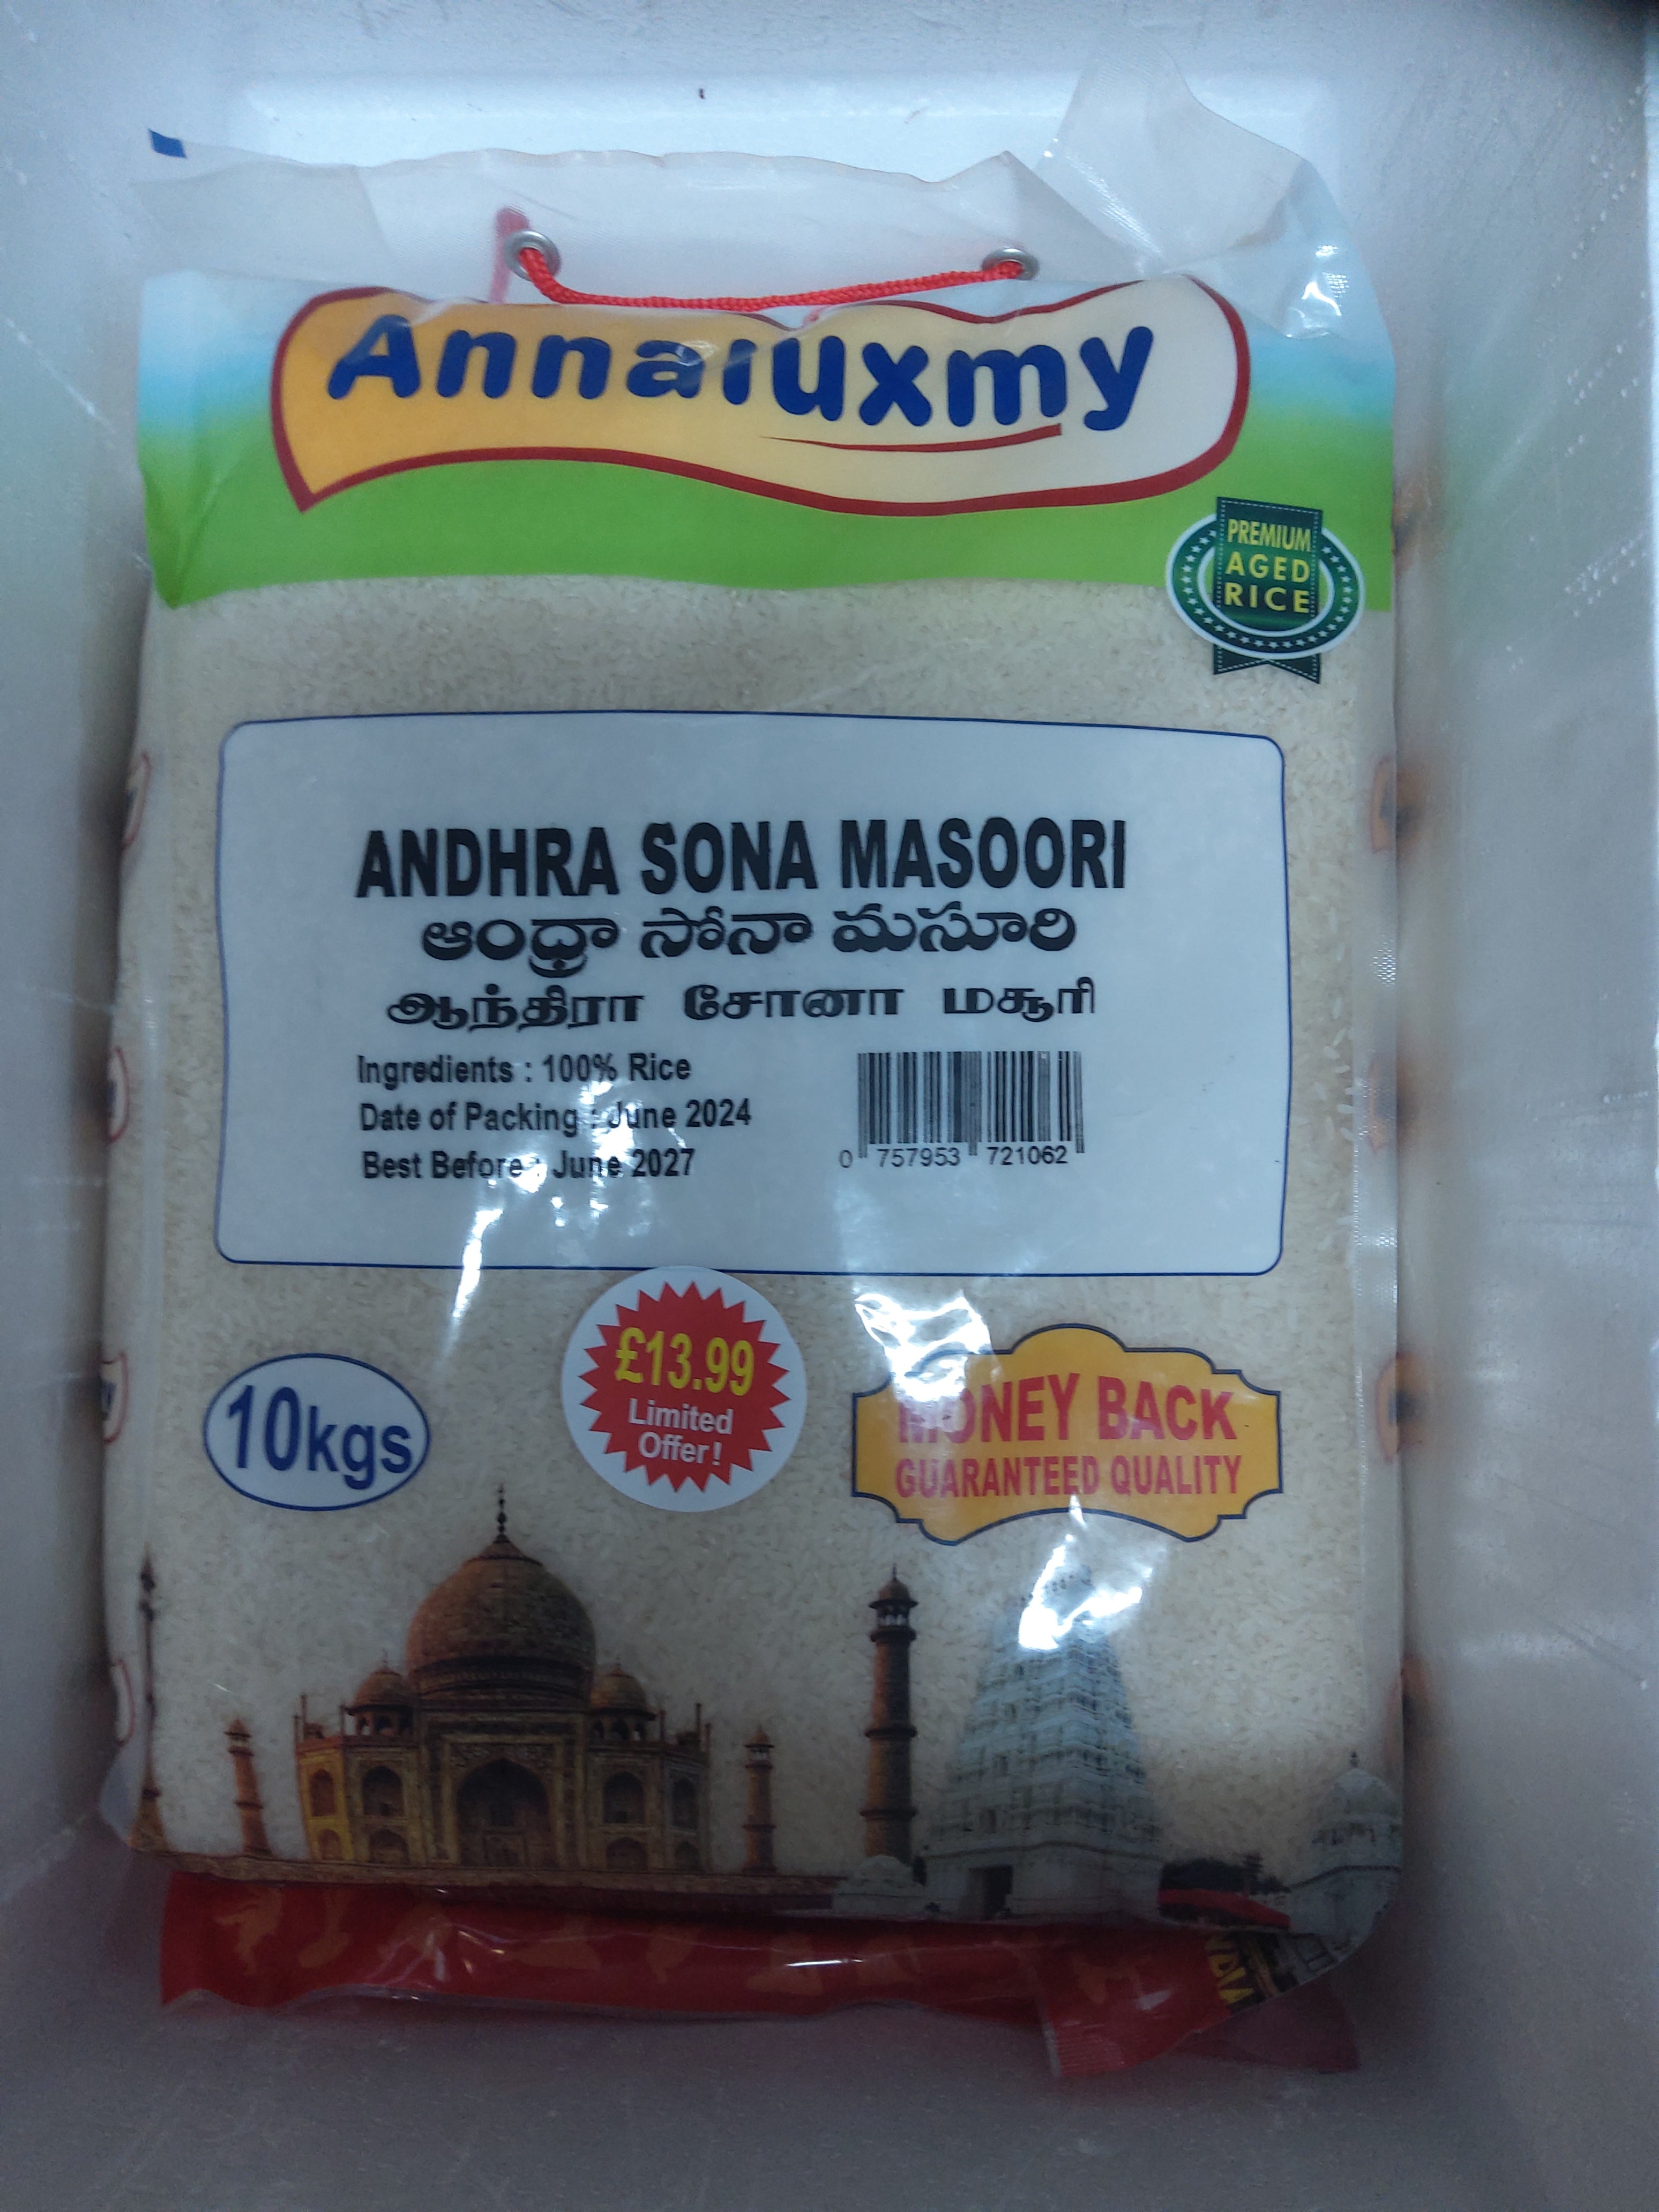 Annaluxmy
PREMIUM
AGED
RICE
ANDHRA SONA MASOORI
ఆంధ్రా సోనా మసూరి
ஆந்திரா சோனா மசூரி
Ingredients : 100% Rice
Date of Packing : June 2024
Best Before : June 2027
0 757953 721062
£13.99
Limited
Offer!
10kgs
MONEY BACK
GUARANTEED QUALITY